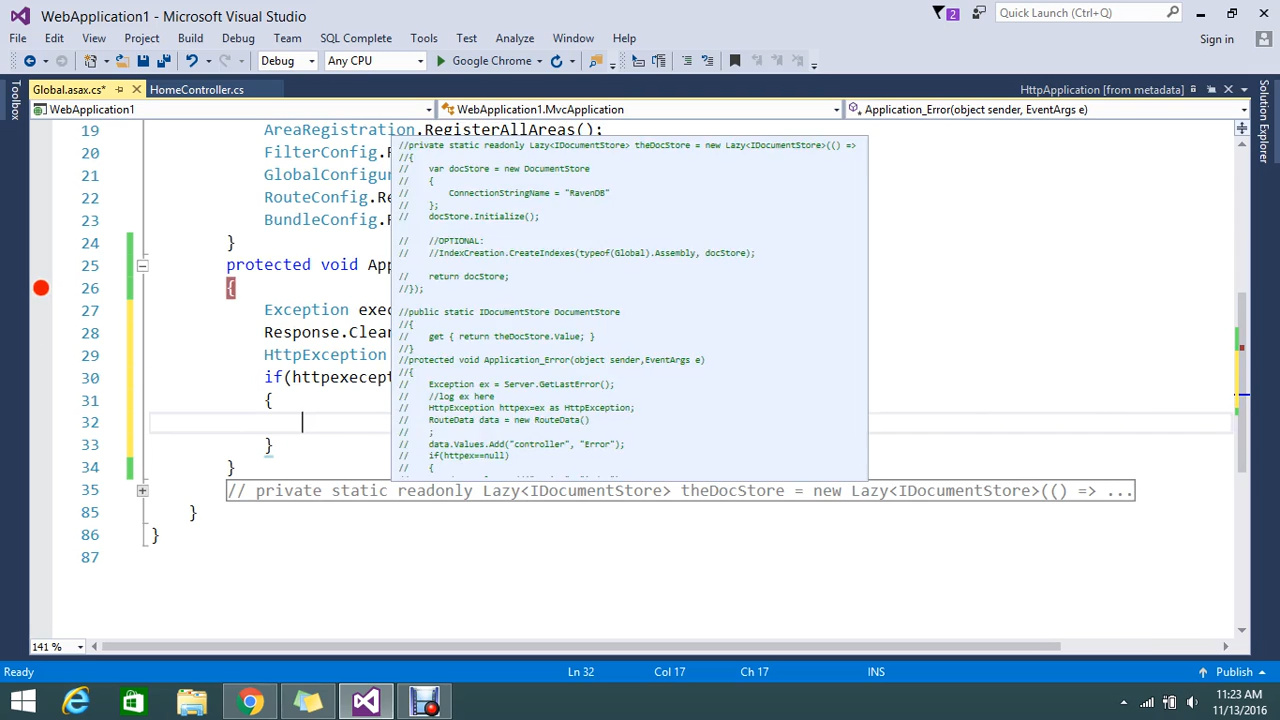 WebApplication1 - Microsoft Visual Studio
2
Quick Launch (Ctrl+Q)
File Edit View Project Build Debug Team SQL Complete Tools Test Analyze Window Help
Sign in
Debug Any CPU Google Chrome
Toolbox
Global.asax.cs* HomeController.cs
HttpApplication [from metadata]
Solution Explorer
WebApplication1 WebApplication1.MvcApplication Application_Error(object sender, EventArgs e)
19 AreaRegistration.RegisterAllAreas();
20 FilterConfig.R
21 GlobalConfigur
22 RouteConfig.Re
23 BundleConfig.R
24 }
25 protected void App
26 {
27 Exception exec
28 Response.Clear
29 HttpException
30 if(httpexecept
31 {
32
33 }
34 }
35 // private static readonly Lazy<IDocumentStore> theDocStore = new Lazy<IDocumentStore>(() => ...
85 }
86 }
87
//private static readonly Lazy<IDocumentStore> theDocStore = new Lazy<IDocumentStore>(() =>
//{
// var docStore = new DocumentStore
// {
// ConnectionStringName = "RavenDB"
// };
// docStore.Initialize();
// //OPTIONAL:
// //IndexCreation.CreateIndexes(typeof(Global).Assembly, docStore);
// return docStore;
//});
//public static IDocumentStore DocumentStore
//{
// get { return theDocStore.Value; }
//}
//protected void Application_Error(object sender,EventArgs e)
//{
// Exception ex = Server.GetLastError();
// //log ex here
// HttpException httpex=ex as HttpException;
// RouteData data = new RouteData()
// ;
// data.Values.Add("controller", "Error");
// if(httpex==null)
// {
141 %
Ready Ln 32 Col 17 Ch 17 INS Publish
11:23 AM
11/13/2016